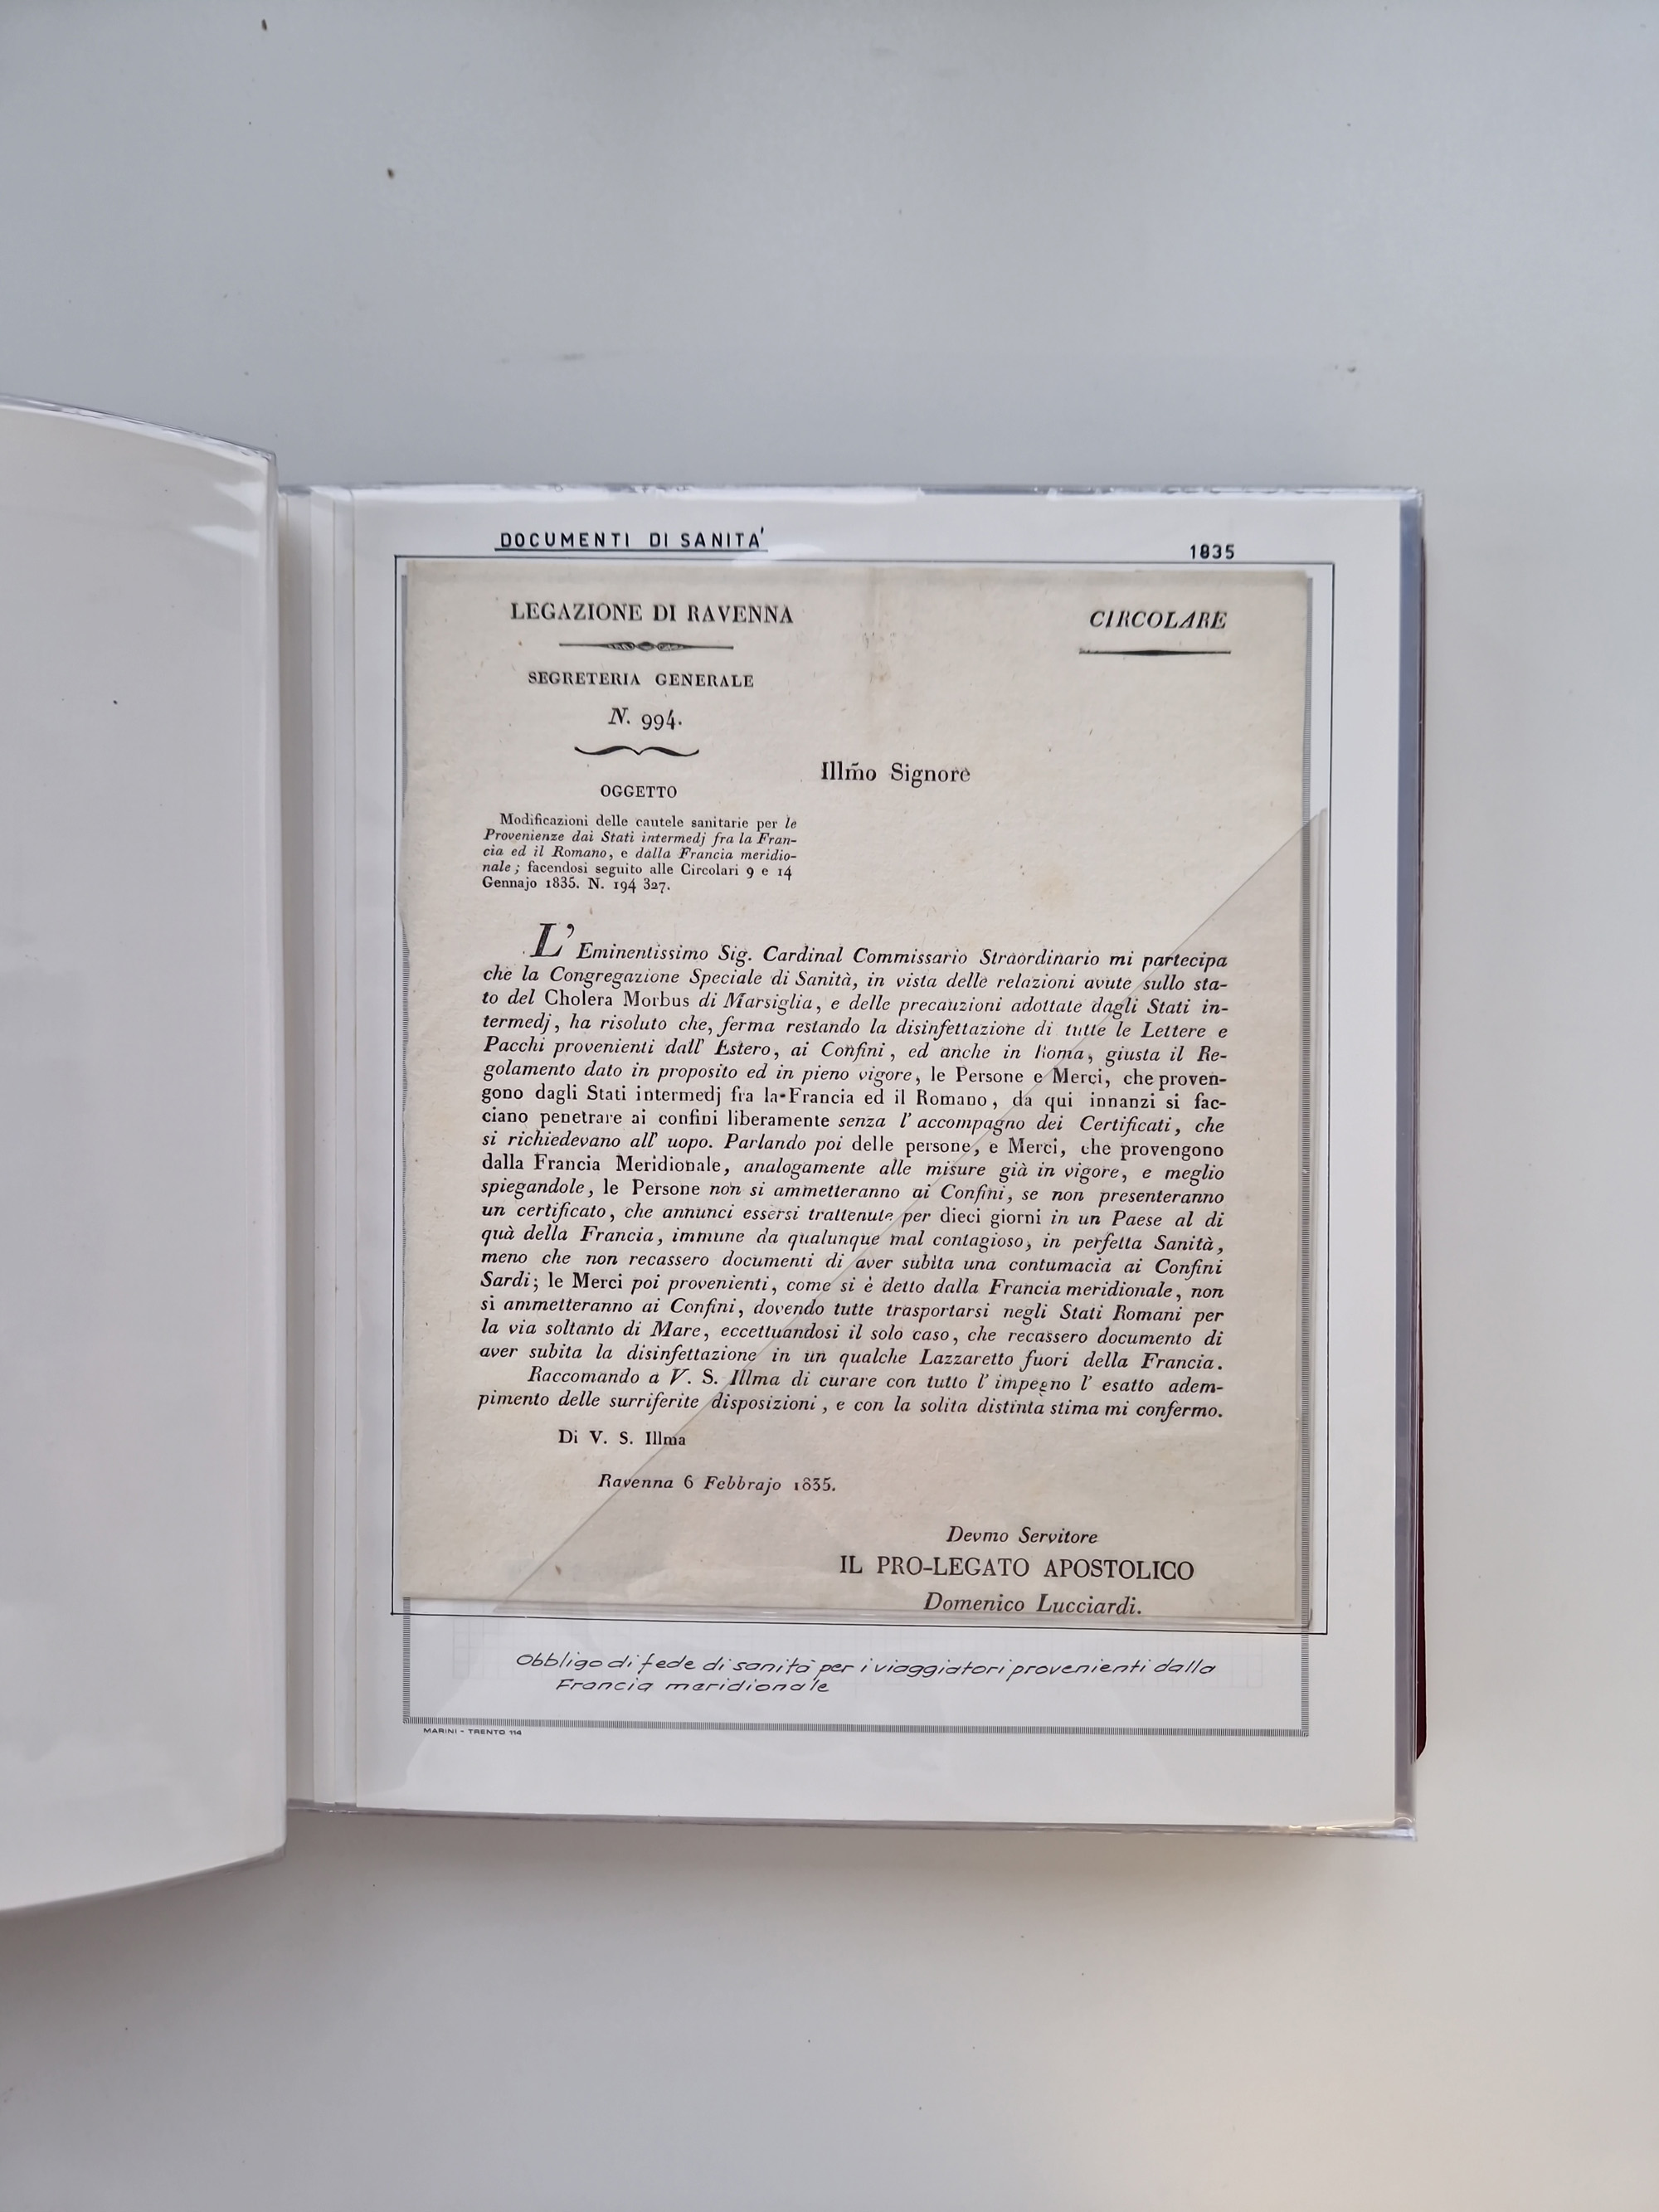 DOCUMENTI DI SANITA'
1835
LEGAZIONE DI RAVENNA
CIRCOLARE
SEGRETERIA GENERALE
N. 994.
Illm̃o Signore
OGGETTO
Modificazioni delle cautele sanitarie per le
Provenienze dai Stati intermedj fra la Fran-
cia ed il Romano, e dalla Francia meridio-
nale; facendosi seguito alle Circolari 9 e 14
Gennajo 1835. N. 194 327.
L' Eminentissimo Sig. Cardinal Commissario Straordinario mi partecipa
che la Congregazione Speciale di Sanità, in vista delle relazioni avute sullo sta-
to del Cholera Morbus di Marsiglia, e delle precauzioni adottate dagli Stati in-
termedj, ha risoluto che, ferma restando la disinfettazione di tutte le Lettere e
Pacchi provenienti dall' Estero, ai Confini, ed anche in Roma, giusta il Re-
golamento dato in proposito ed in pieno vigore, le Persone e Merci, che proven-
gono dagli Stati intermedj fra la Francia ed il Romano, da qui innanzi si fac-
ciano penetrare ai confini liberamente senza l' accompagno dei Certificati, che
si richiedevano all' uopo. Parlando poi delle persone, e Merci, che provengono
dalla Francia Meridionale, analogamente alle misure già in vigore, e meglio
spiegandole, le Persone non si ammetteranno ai Confini, se non presenteranno
un certificato, che annunci essersi trattenute per dieci giorni in un Paese al di
quà della Francia, immune da qualunque mal contagioso, in perfetta Sanità,
meno che non recassero documenti di aver subita una contumacia ai Confini
Sardi; le Merci poi provenienti, come si è detto dalla Francia meridionale, non
si ammetteranno ai Confini, dovendo tutte trasportarsi negli Stati Romani per
la via soltanto di Mare, eccettuandosi il solo caso, che recassero documento di
aver subita la disinfettazione in un qualche Lazzaretto fuori della Francia.
Raccomando a V. S. Illma di curare con tutto l' impegno l' esatto adem-
pimento delle surriferite disposizioni, e con la solita distinta stima mi confermo.
Di V. S. Illma
Ravenna 6 Febbrajo 1835.
Devmo Servitore
IL PRO-LEGATO APOSTOLICO
Domenico Lucciardi.
Obbligo di fede di sanità per i viaggiatori provenienti dalla
Francia meridionale
MARINI - TRENTO 114